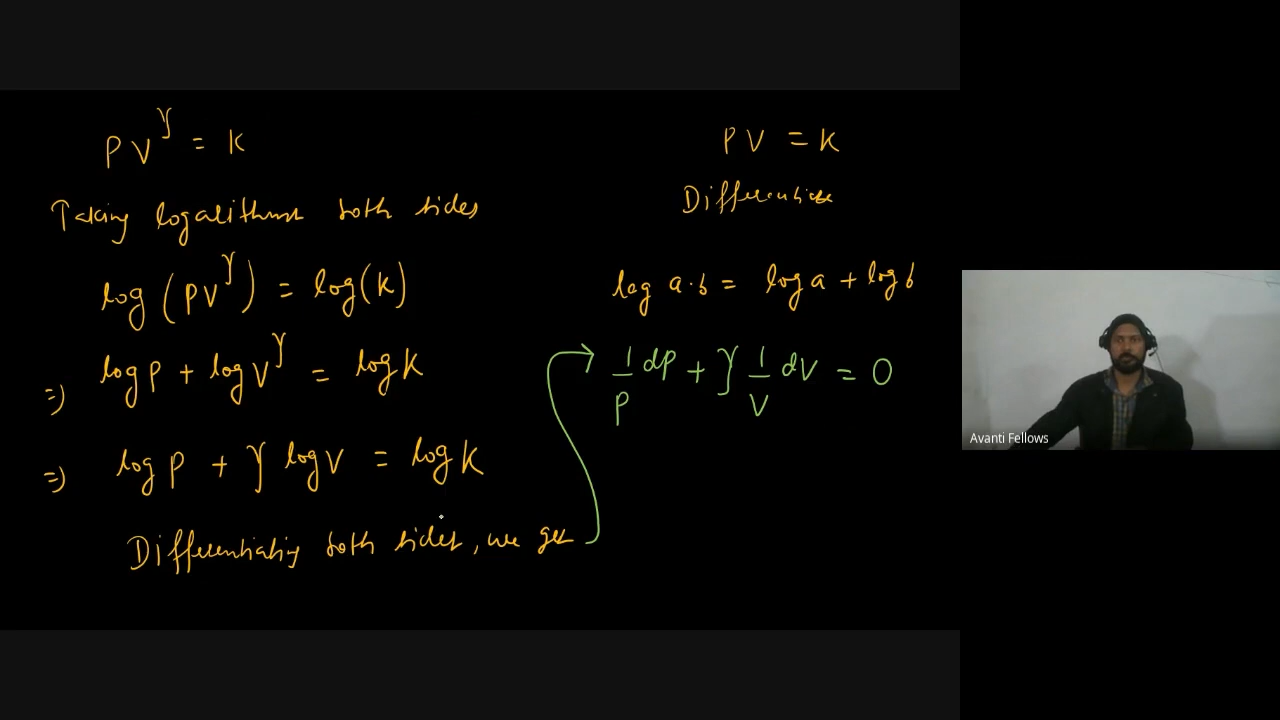 PV^γ = K
Taking logarithms both sides
log (PV^γ) = log(K)
=) log P + log V^γ = log K
=) log P + γ log V = log K
Differentiating both sides, we get
PV = K
Differentiate
log a·b = log a + log b
1/P dP + γ 1/V dV = 0
Avanti Fellows